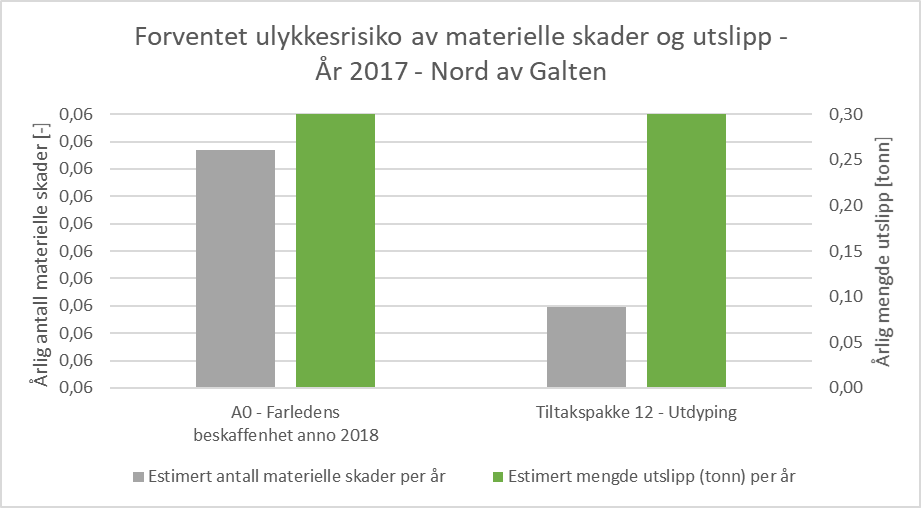 Forventet ulykkesrisiko av materielle skader og utslipp -
År 2017 - Nord av Galten
Årlig antall materielle skader [-]
0,06
0,06
0,06
0,06
0,06
0,06
0,06
0,06
0,06
0,06
0,06
0,30
0,25
0,20
0,15
0,10
0,05
0,00
Årlig mengde utslipp [tonn]
A0 - Farledens
beskaffenhet anno 2018
Tiltakspakke 12 - Utdyping
Estimert antall materielle skader per år
Estimert mengde utslipp (tonn) per år